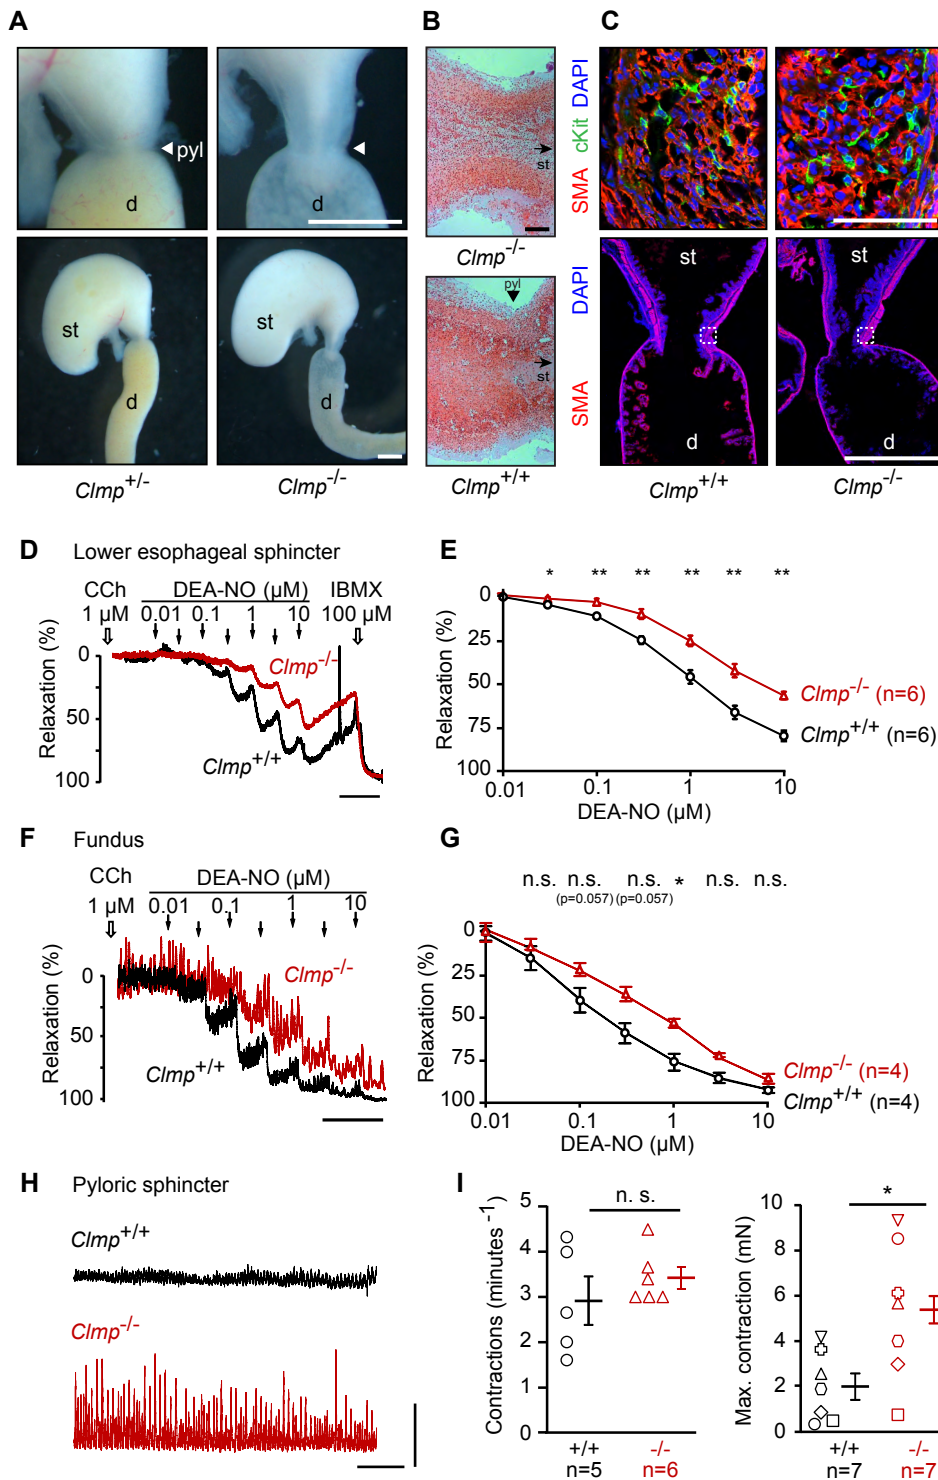 A
B
C
pyl
d
st
d
st
d
Clmp+/-
Clmp-/-
st
Clmp-/-
pyl
st
Clmp+/+
SMA cKit DAPI
SMA DAPI
st
st
d
d
Clmp+/+
Clmp-/-
D Lower esophageal sphincter
CCh DEA-NO (µM) IBMX
1 µM 0.01 0.1 1 10 100 µM
Relaxation (%)
0
50
100
Clmp-/-
Clmp+/+
E
* ** ** ** ** **
Relaxation (%)
0
25
50
75
100
Clmp-/- (n=6)
Clmp+/+ (n=6)
0.01 0.1 1 10
DEA-NO (µM)
F Fundus
CCh DEA-NO (µM)
1 µM 0.01 0.1 1 10
Relaxation (%)
0
50
100
Clmp-/-
Clmp+/+
G
n.s. n.s. n.s. * n.s. n.s.
(p=0.057) (p=0.057)
Relaxation (%)
0
25
50
75
100
Clmp-/- (n=4)
Clmp+/+ (n=4)
0.01 0.1 1 10
DEA-NO (µM)
H Pyloric sphincter
Clmp+/+
Clmp-/-
I
Contractions (minutes-1)
5
4
3
2
1
0
n. s.
+/+ -/-
n=5 n=6
Max. contraction (mN)
10
8
6
4
2
0
*
+/+ -/-
n=7 n=7